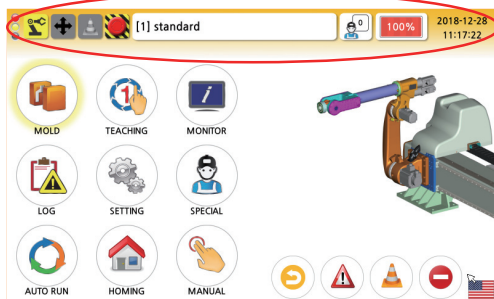 [1] standard
0
100%
2018-12-28
11:17:22
1
i
MOLD TEACHING MONITOR
LOG SETTING SPECIAL
AUTO RUN HOMING MANUAL